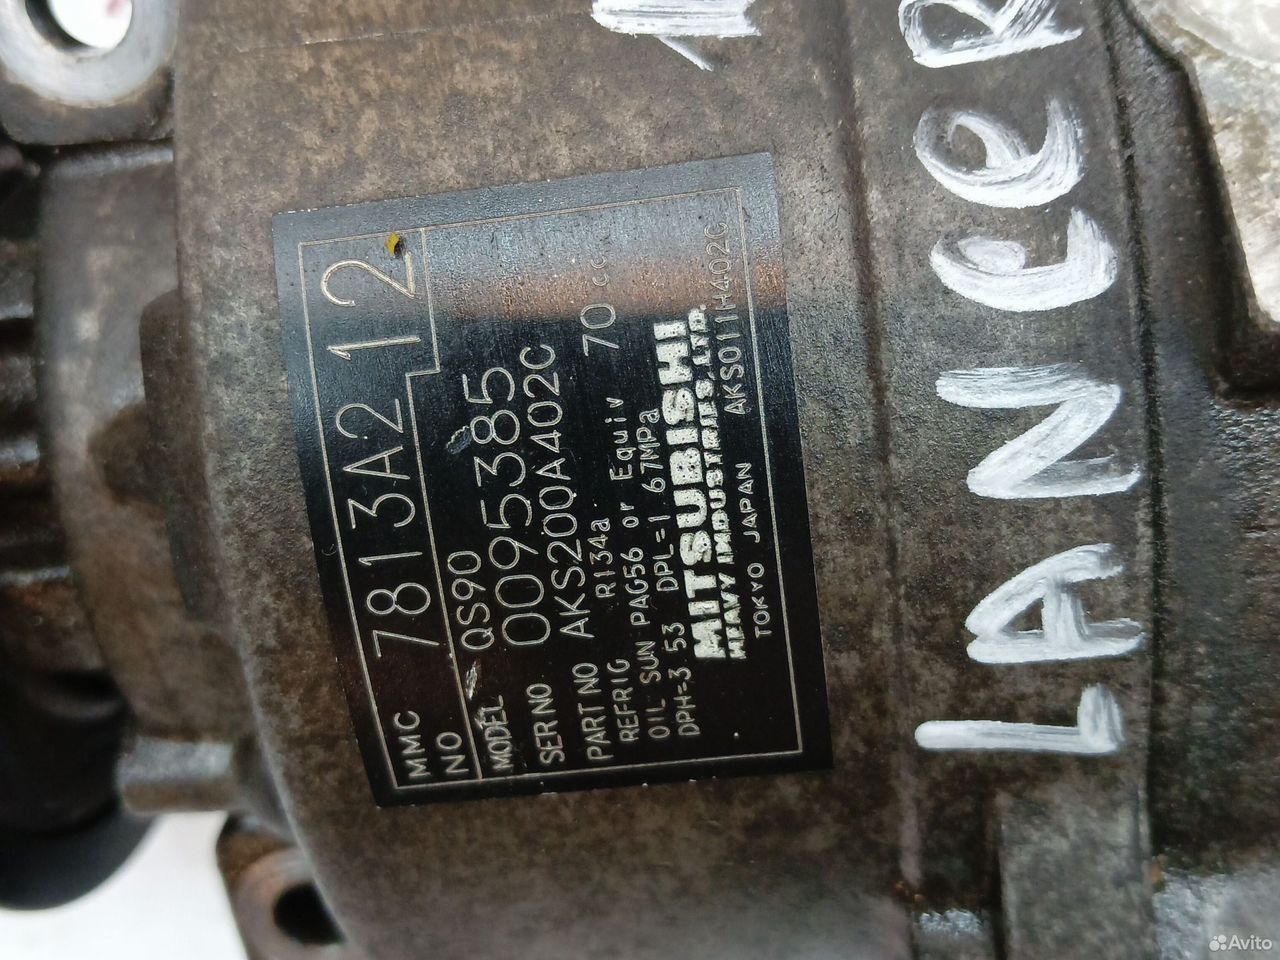 MMC NO 7813A212
MODEL QS90
SER NO 0095385
PART NO AKS200A402C
REFRIG R134a 70 cc
OIL SUN PAG56 or Equiv
DPH=3.53 DPL=1.67MPa
MITSUBISHI
HEAVY INDUSTRIES, LTD.
TOKYO JAPAN AKS011H402C
LANCER
Avito